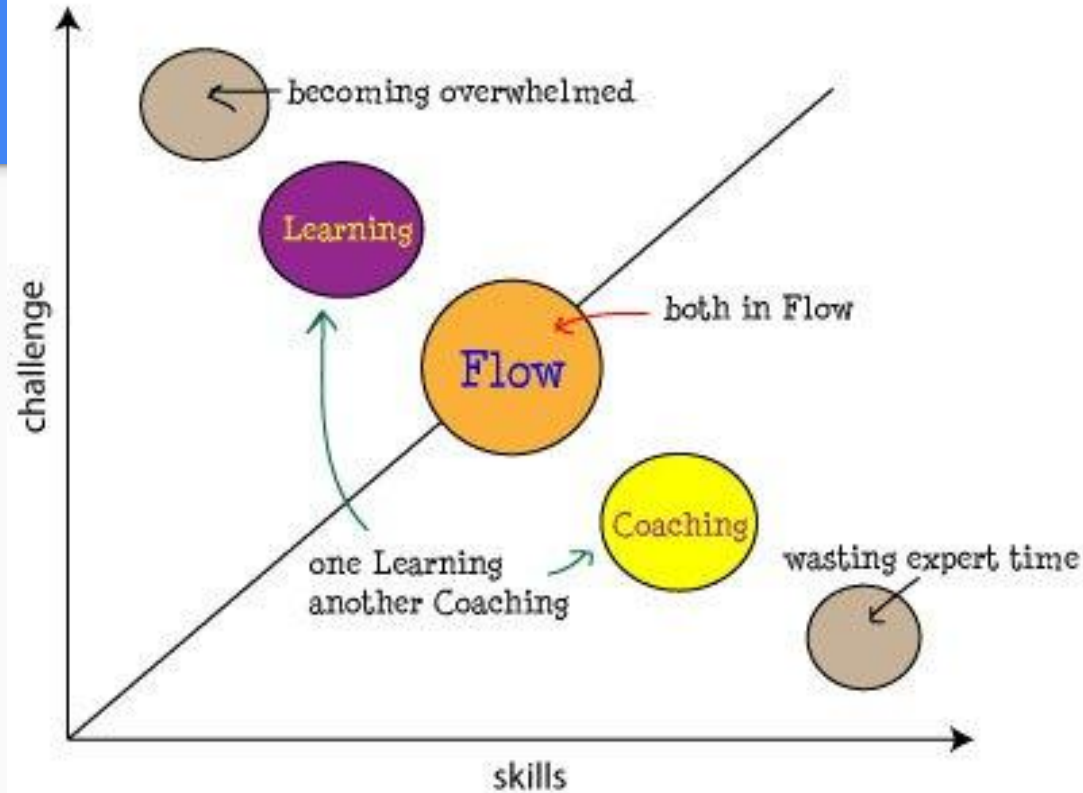 becoming overwhelmed
Learning
both in Flow
Flow
challenge
Coaching
one Learning
another Coaching
wasting expert time
skills